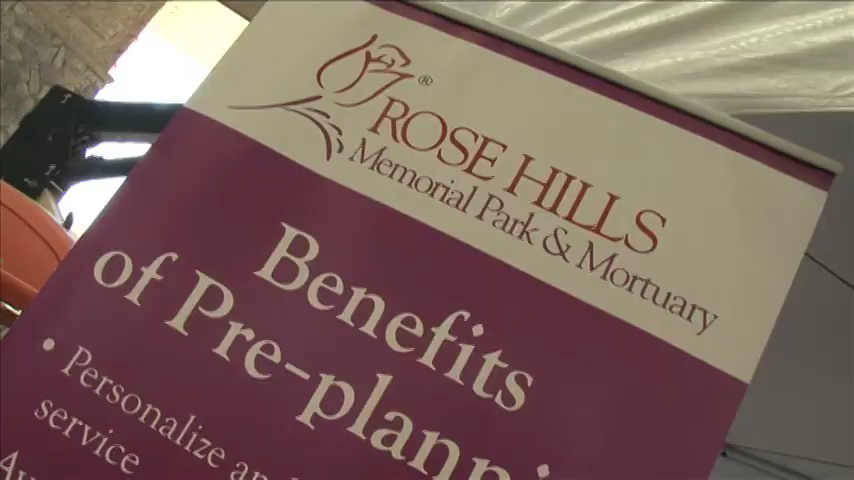 ROSE HILLS®
Memorial Park & Mortuary
Benefits
of Pre-plann
• Personalize an
service